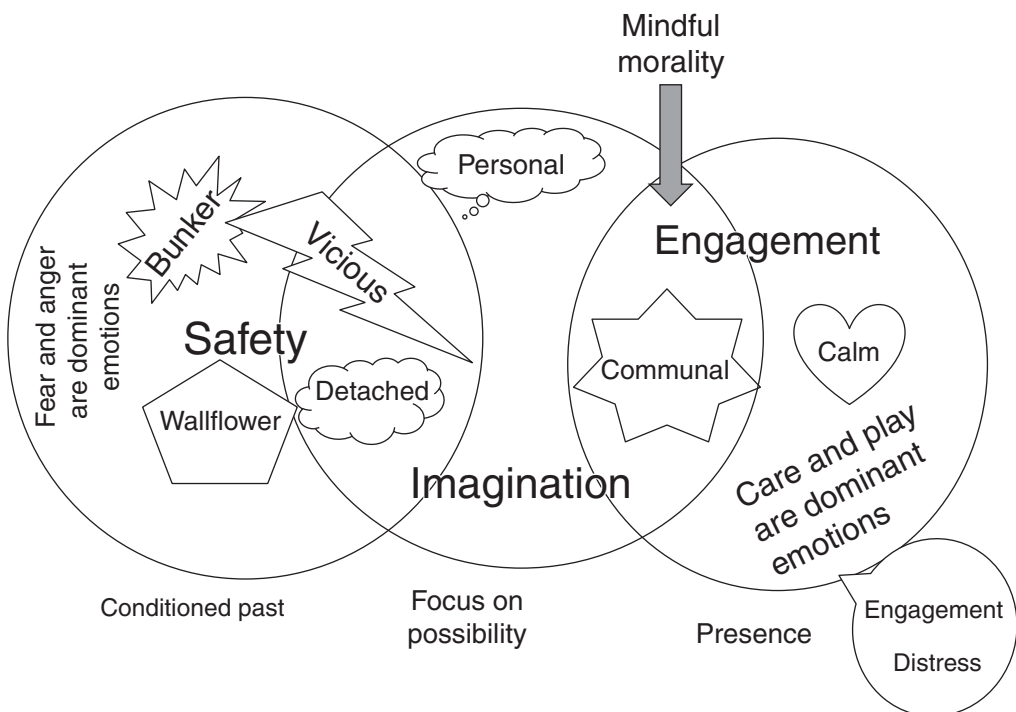 Mindful
morality
Personal
Bunker
Vicious
Engagement
Fear and anger
are dominant
emotions
Safety
Communal
Calm
Detached
Wallflower
Imagination
Care and play
are dominant
emotions
Conditioned past
Focus on
possibility
Presence
Engagement
Distress